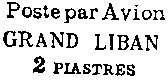 Poste par Avion
GRAND LIBAN
2 PIASTRES